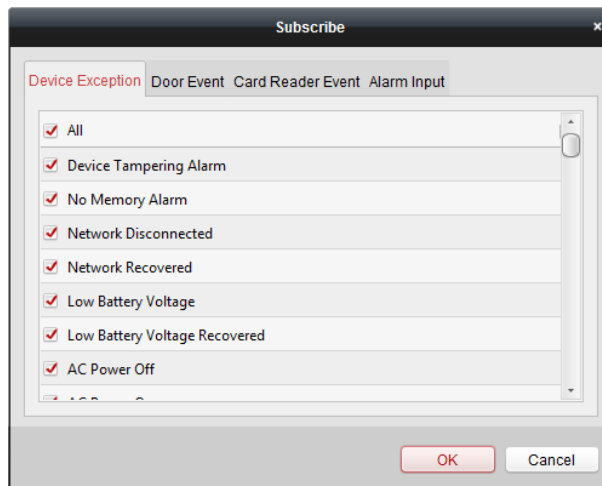 Subscribe
Device Exception Door Event Card Reader Event Alarm Input
All
Device Tampering Alarm
No Memory Alarm
Network Disconnected
Network Recovered
Low Battery Voltage
Low Battery Voltage Recovered
AC Power Off
OK Cancel